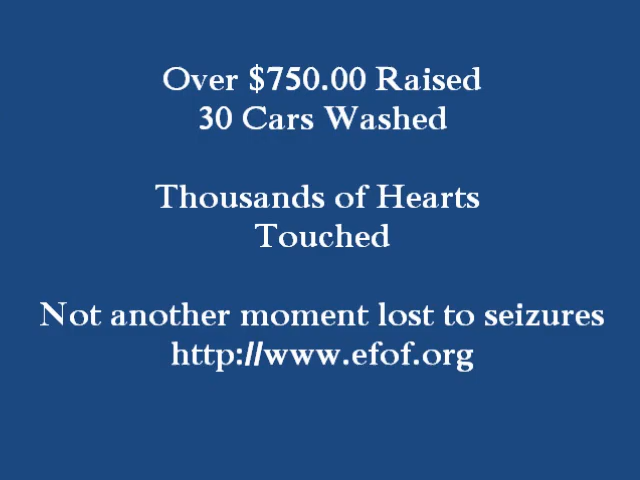 Over $750.00 Raised
30 Cars Washed
Thousands of Hearts
Touched
Not another moment lost to seizures
http://www.efof.org